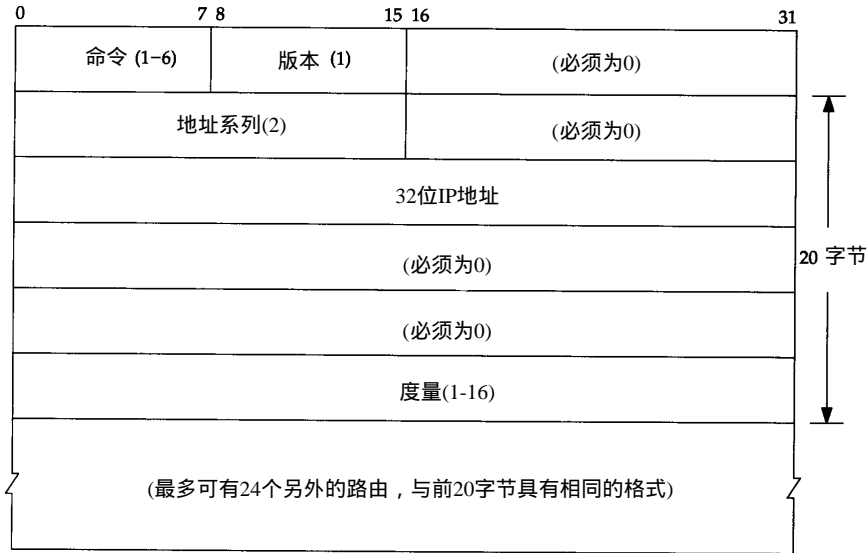 0 7 8 15 16 31
命令 (1-6) 版本 (1) (必须为0)
地址系列(2) (必须为0)
32位IP地址
(必须为0)
20 字节
(必须为0)
度量(1-16)
(最多可有24个另外的路由，与前20字节具有相同的格式)